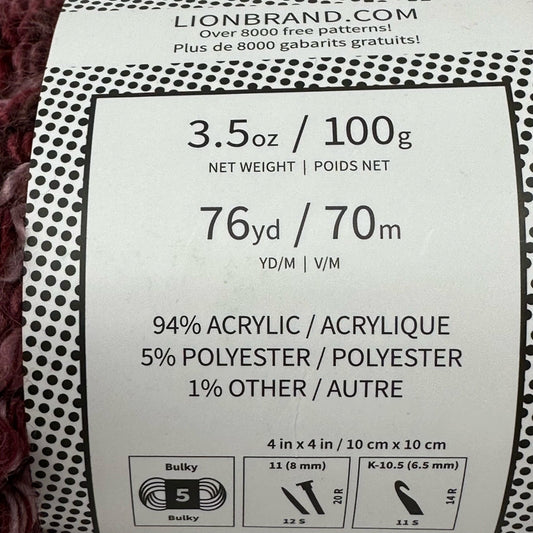 LIONBRAND.COM
Over 8000 free patterns!
Plus de 8000 gabarits gratuits!
3.5oz / 100g
NET WEIGHT | POIDS NET
76yd / 70m
YD/M | V/M
94% ACRYLIC / ACRYLIQUE
5% POLYESTER / POLYESTER
1% OTHER / AUTRE
4 in x 4 in / 10 cm x 10 cm
Bulky
5
Bulky
11 (8 mm)
20 R
12 S
K-10.5 (6.5 mm)
14 R
11 S